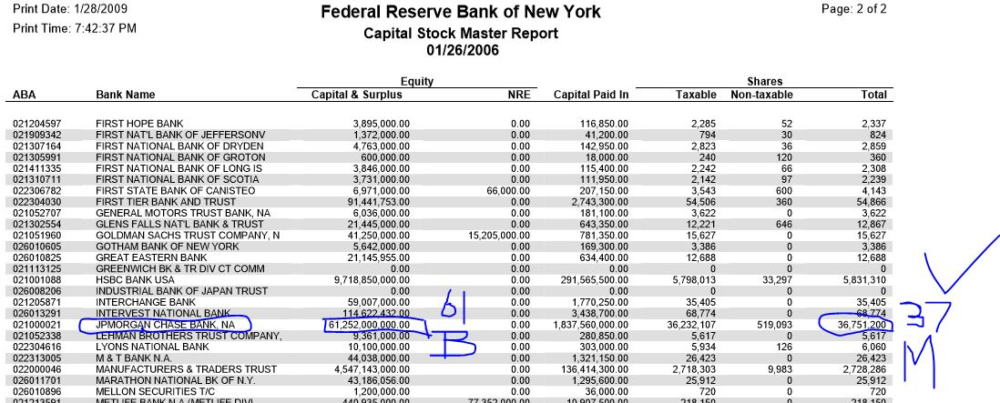 Print Date: 1/28/2009 Federal Reserve Bank of New York Page: 2 of 2
Print Time: 7:42:37 PM Capital Stock Master Report
01/26/2006
Equity Shares
ABA Bank Name Capital & Surplus NRE Capital Paid In Taxable Non-taxable Total
021204597 FIRST HOPE BANK 3,895,000.00 0.00 116,850.00 2,285 52 2,337
021909342 FIRST NAT'L BANK OF JEFFERSONV 1,372,000.00 0.00 41,200.00 794 30 824
021307164 FIRST NATIONAL BANK OF DRYDEN 4,763,000.00 0.00 142,950.00 2,823 36 2,859
021305991 FIRST NATIONAL BANK OF GROTON 600,000.00 0.00 18,000.00 240 120 360
021411335 FIRST NATIONAL BANK OF LONG IS 3,846,000.00 0.00 115,400.00 2,242 66 2,308
021310711 FIRST NATIONAL BANK OF SCOTIA 3,731,000.00 0.00 111,950.00 2,142 97 2,239
022306782 FIRST STATE BANK OF CANISTEO 6,971,000.00 66,000.00 207,150.00 3,543 600 4,143
022304030 FIRST TIER BANK AND TRUST 91,441,753.00 0.00 2,743,300.00 54,506 360 54,866
021052707 GENERAL MOTORS TRUST BANK, NA 6,036,000.00 0.00 181,100.00 3,622 0 3,622
021302554 GLENS FALLS NAT'L BANK & TRUST 21,445,000.00 0.00 643,350.00 12,221 646 12,867
021051960 GOLDMAN SACHS TRUST COMPANY, N 41,250,000.00 15,205,000.00 781,350.00 15,627 0 15,627
026010605 GOTHAM BANK OF NEW YORK 5,642,000.00 0.00 169,300.00 3,386 0 3,386
026010825 GREAT EASTERN BANK 21,145,955.00 0.00 634,400.00 12,688 0 12,688
021113125 GREENWICH BK & TR DIV CT COMM 0.00 0.00 0.00 0 0 0
021001088 HSBC BANK USA 9,718,850,000.00 0.00 291,565,500.00 5,798,013 33,297 5,831,310
026008206 INDUSTRIAL BANK OF JAPAN TRUST 0.00 0.00 0.00 0 0 0
021205871 INTERCHANGE BANK 59,007,000.00 0.00 1,770,250.00 35,405 0 35,405
026013291 INTERVEST NATIONAL BANK 114,622,432.00 0.00 3,438,700.00 68,774 0 68,774
021000021 JPMORGAN CHASE BANK, NA 61,252,000,000.00 0.00 1,837,560,000.00 36,232,107 519,093 36,751,200
021052338 LEHMAN BROTHERS TRUST COMPANY, 9,361,000.00 0.00 280,850.00 5,617 0 5,617
022304616 LYONS NATIONAL BANK 10,100,000.00 0.00 303,000.00 5,934 126 6,060
022313005 M & T BANK N.A. 44,038,000.00 0.00 1,321,150.00 26,423 0 26,423
022000046 MANUFACTURERS & TRADERS TRUST 4,547,143,000.00 0.00 136,414,300.00 2,718,303 9,983 2,728,286
026011701 MARATHON NATIONAL BK OF N.Y. 43,186,056.00 0.00 1,295,600.00 25,912 0 25,912
026010896 MELLON SECURITIES T/C 1,200,000.00 0.00 36,000.00 720 0 720
021213591 METLIFE BANK N.A (METLIFE DIVI 440,935,000.00 77,352,000.00 10,907,500.00 218,150 0 218,150
61
B
37
M